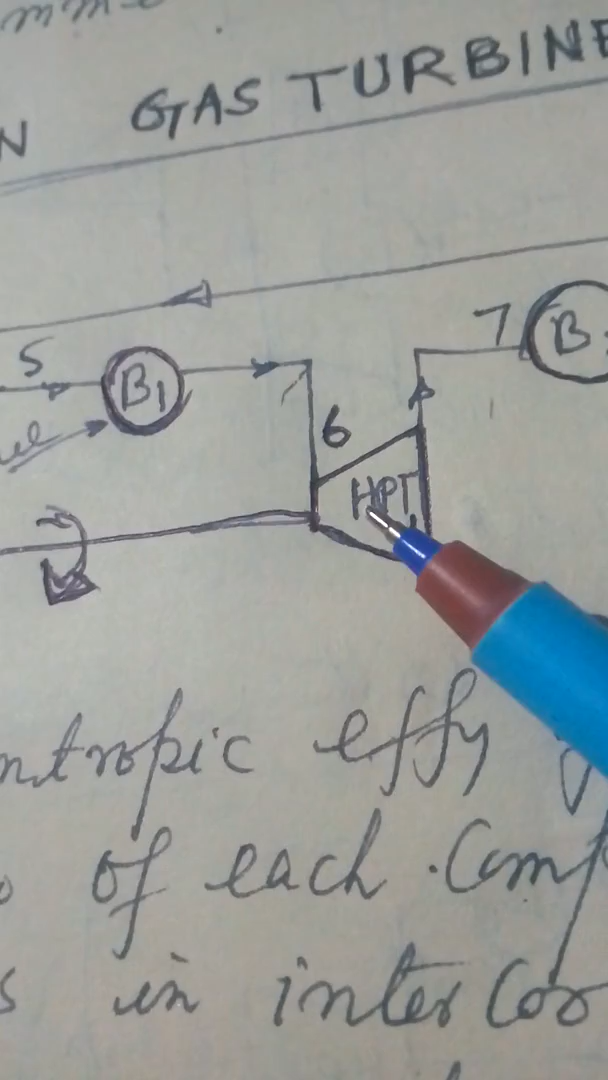 N GAS TURBINE
5 B1 6 7 B
HPT
ntropic effy
of each Comp
s in inter Coo